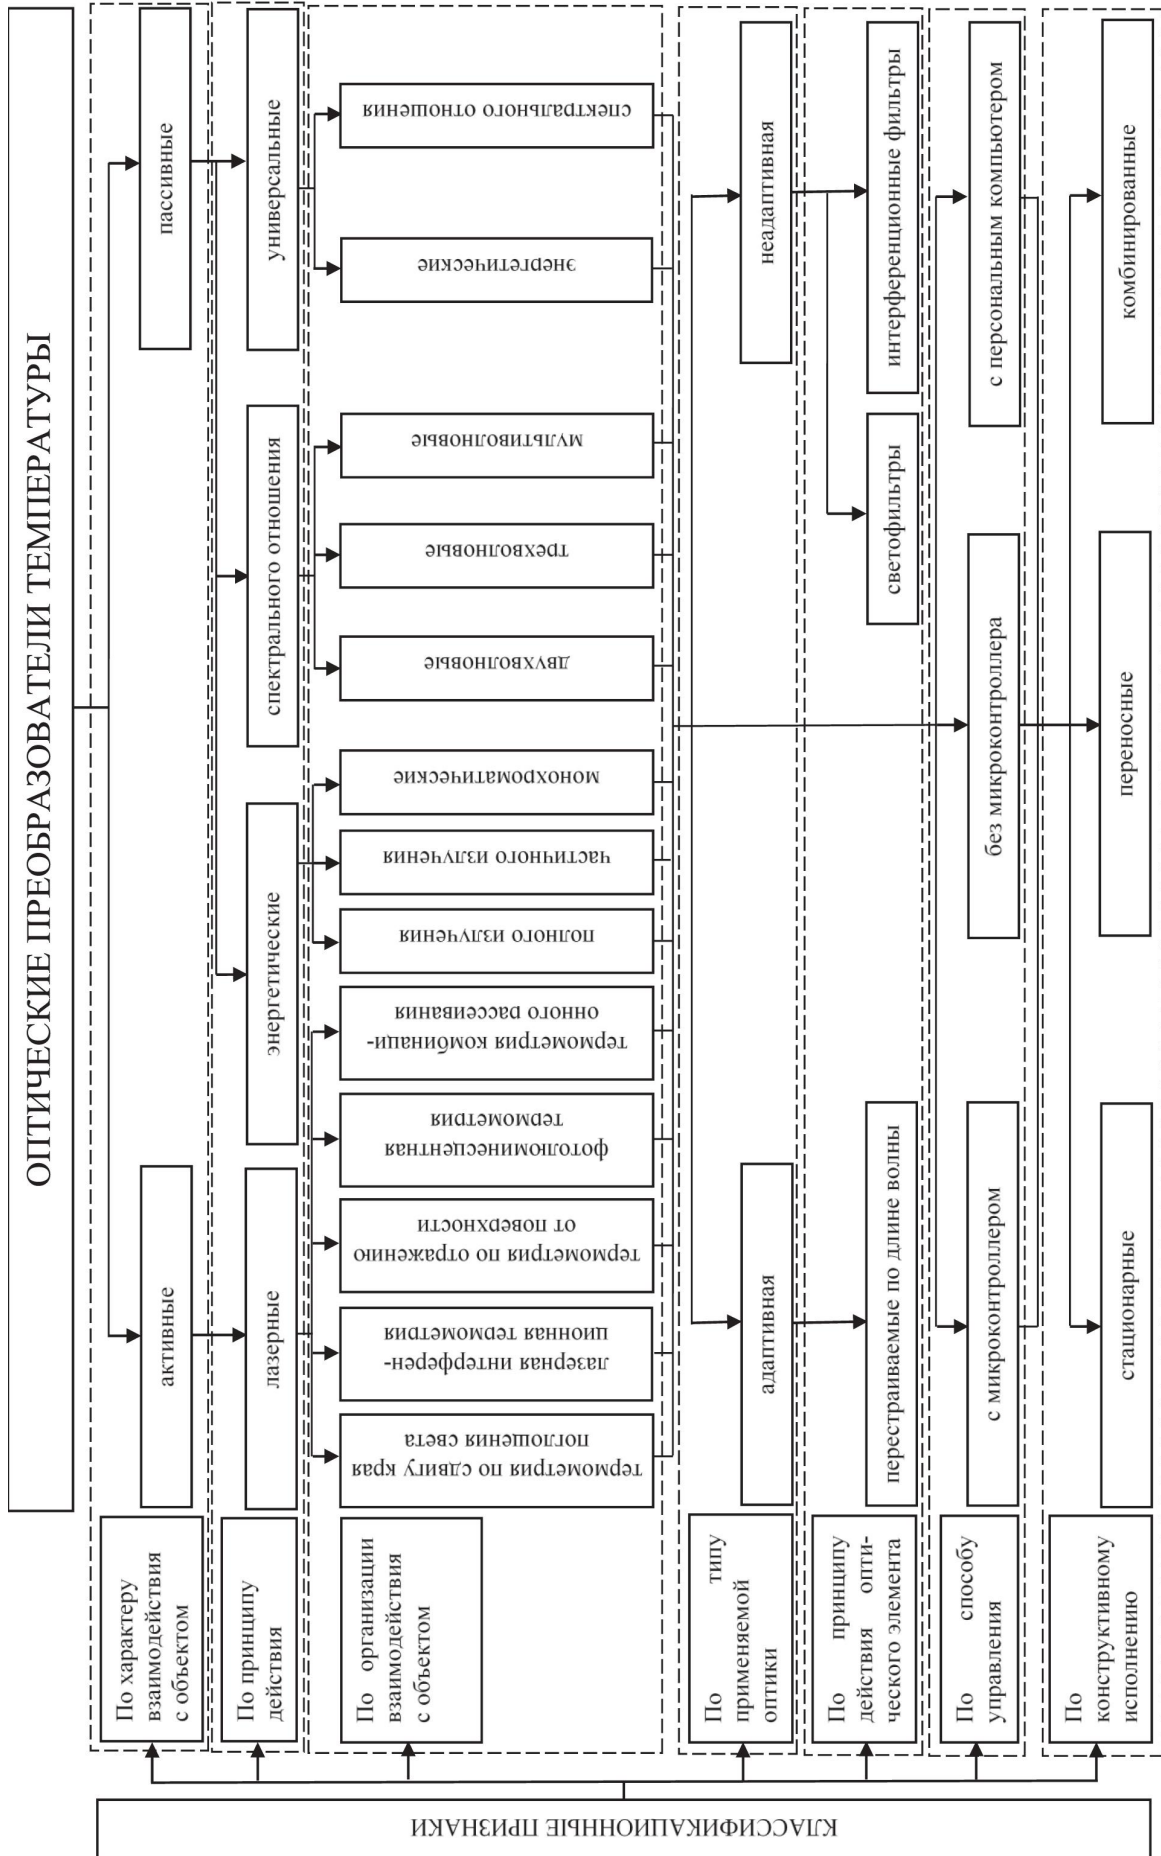 ОПТИЧЕСКИЕ ПРЕОБРАЗОВАТЕЛИ ТЕМПЕРАТУРЫ
КЛАССИФИКАЦИОННЫЕ ПРИЗНАКИ
По характеру
взаимодействия
с объектом
активные
пассивные
По принципу
действия
лазерные
энергетические
спектрального отношения
универсальные
По организации
взаимодействия
с объектом
термометрия по сдвигу края
поглощения света
лазерная интерферен-
ционная термометрия
термометрия по отражению
от поверхности
фотолюминесцентная
термометрия
термометрия комбинаци-
онного рассеивания
полного излучения
частичного излучения
монохроматические
двухволновые
трехволновые
мультиволновые
энергетические
спектрального отношения
По типу
применяемой
оптики
адаптивная
неадаптивная
По принципу
действия опти-
ческого элемента
перестраиваемые по длине волны
светофильтры
интерференционные фильтры
По способу
управления
с микроконтроллером
без микроконтроллера
с персональным компьютером
По
конструктивному
исполнению
стационарные
переносные
комбинированные